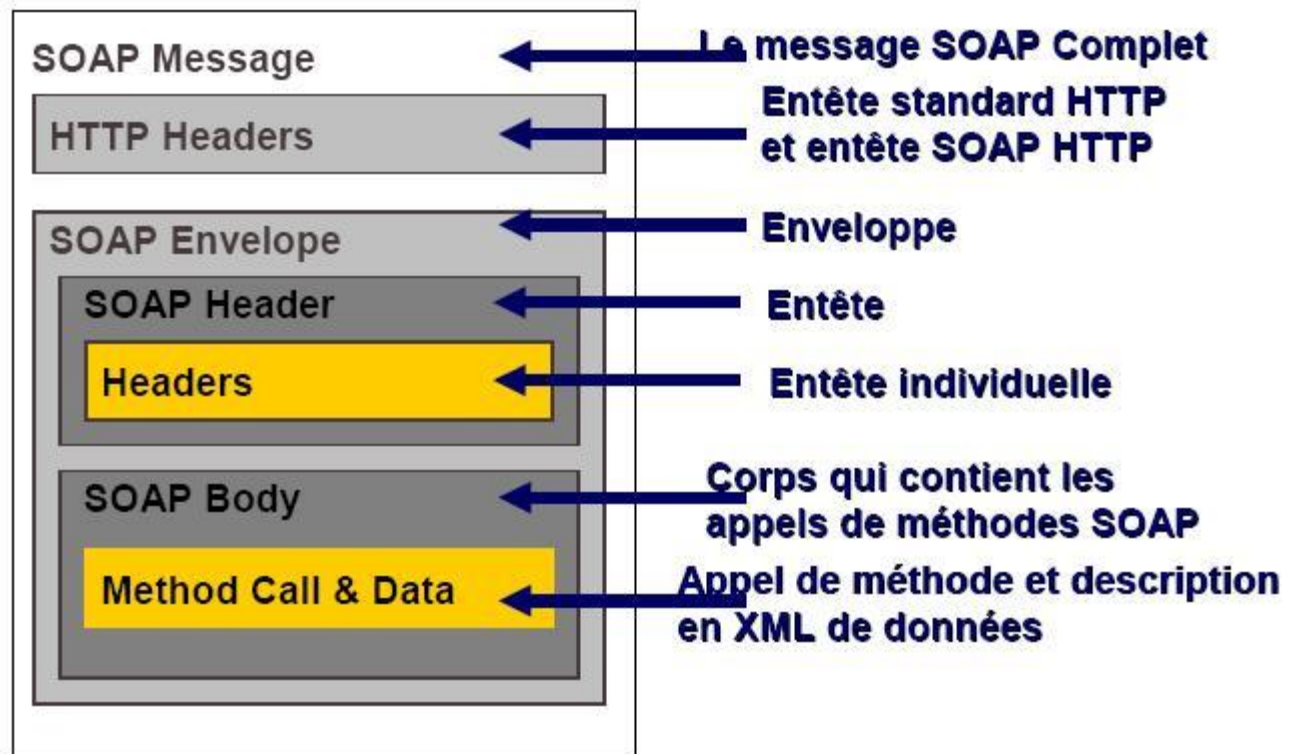 SOAP Message
Le message SOAP Complet
HTTP Headers
Entête standard HTTP
et entête SOAP HTTP
SOAP Envelope
Enveloppe
SOAP Header
Entête
Headers
Entête individuelle
SOAP Body
Corps qui contient les
appels de méthodes SOAP
Method Call & Data
Appel de méthode et description
en XML de données